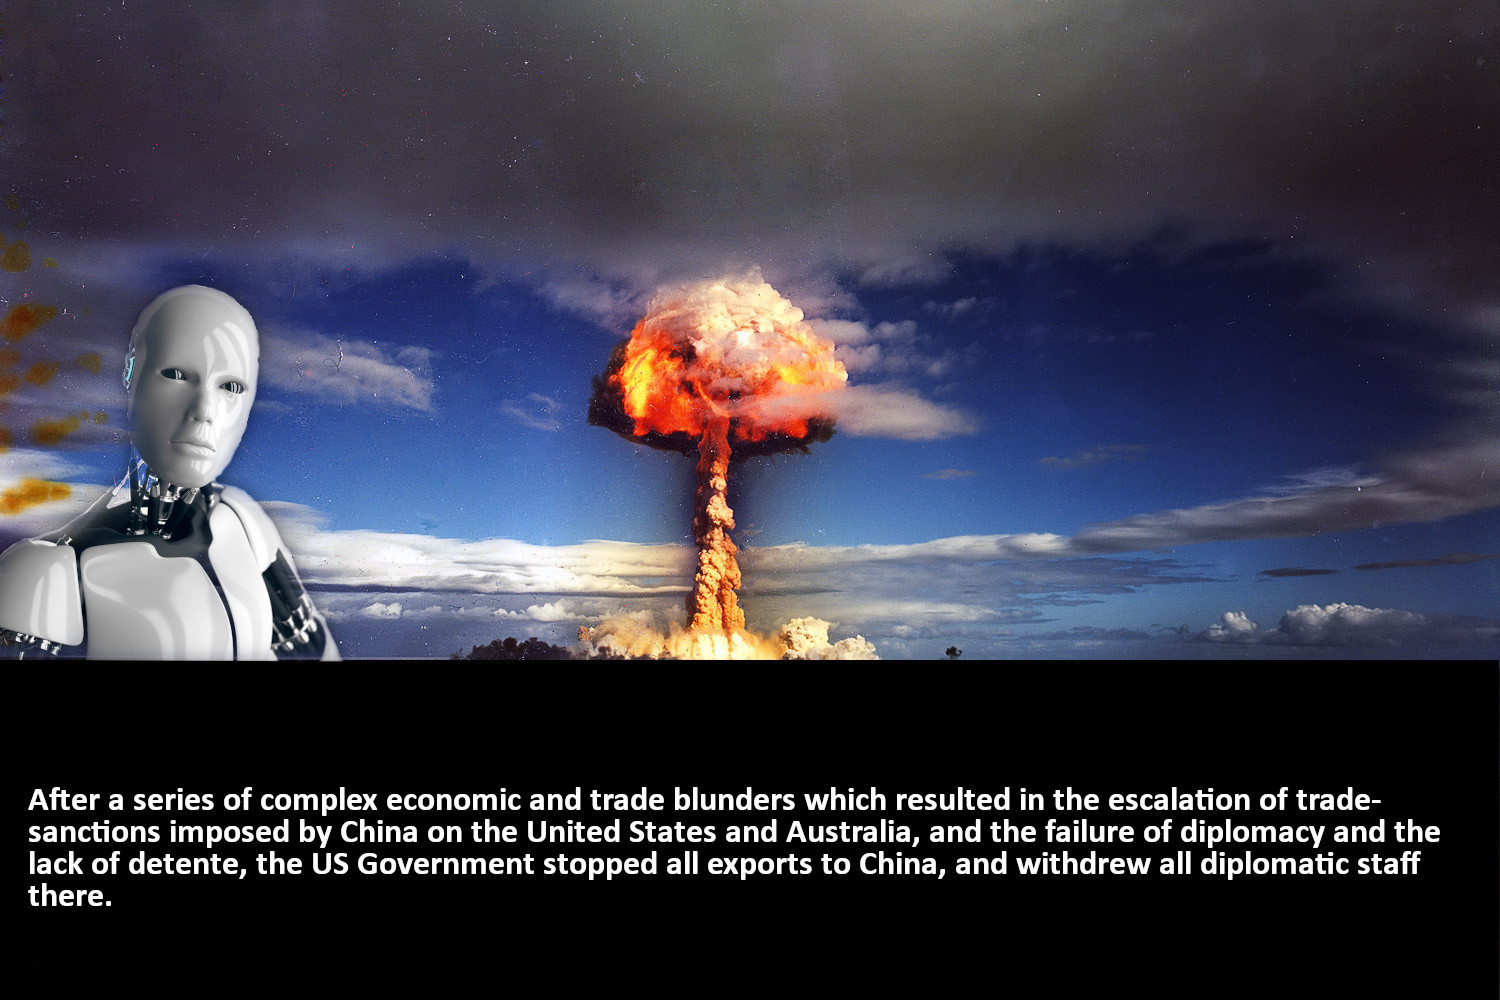 After a series of complex economic and trade blunders which resulted in the escalation of trade-
sanctions imposed by China on the United States and Australia, and the failure of diplomacy and the
lack of detente, the US Government stopped all exports to China, and withdrew all diplomatic staff
there.